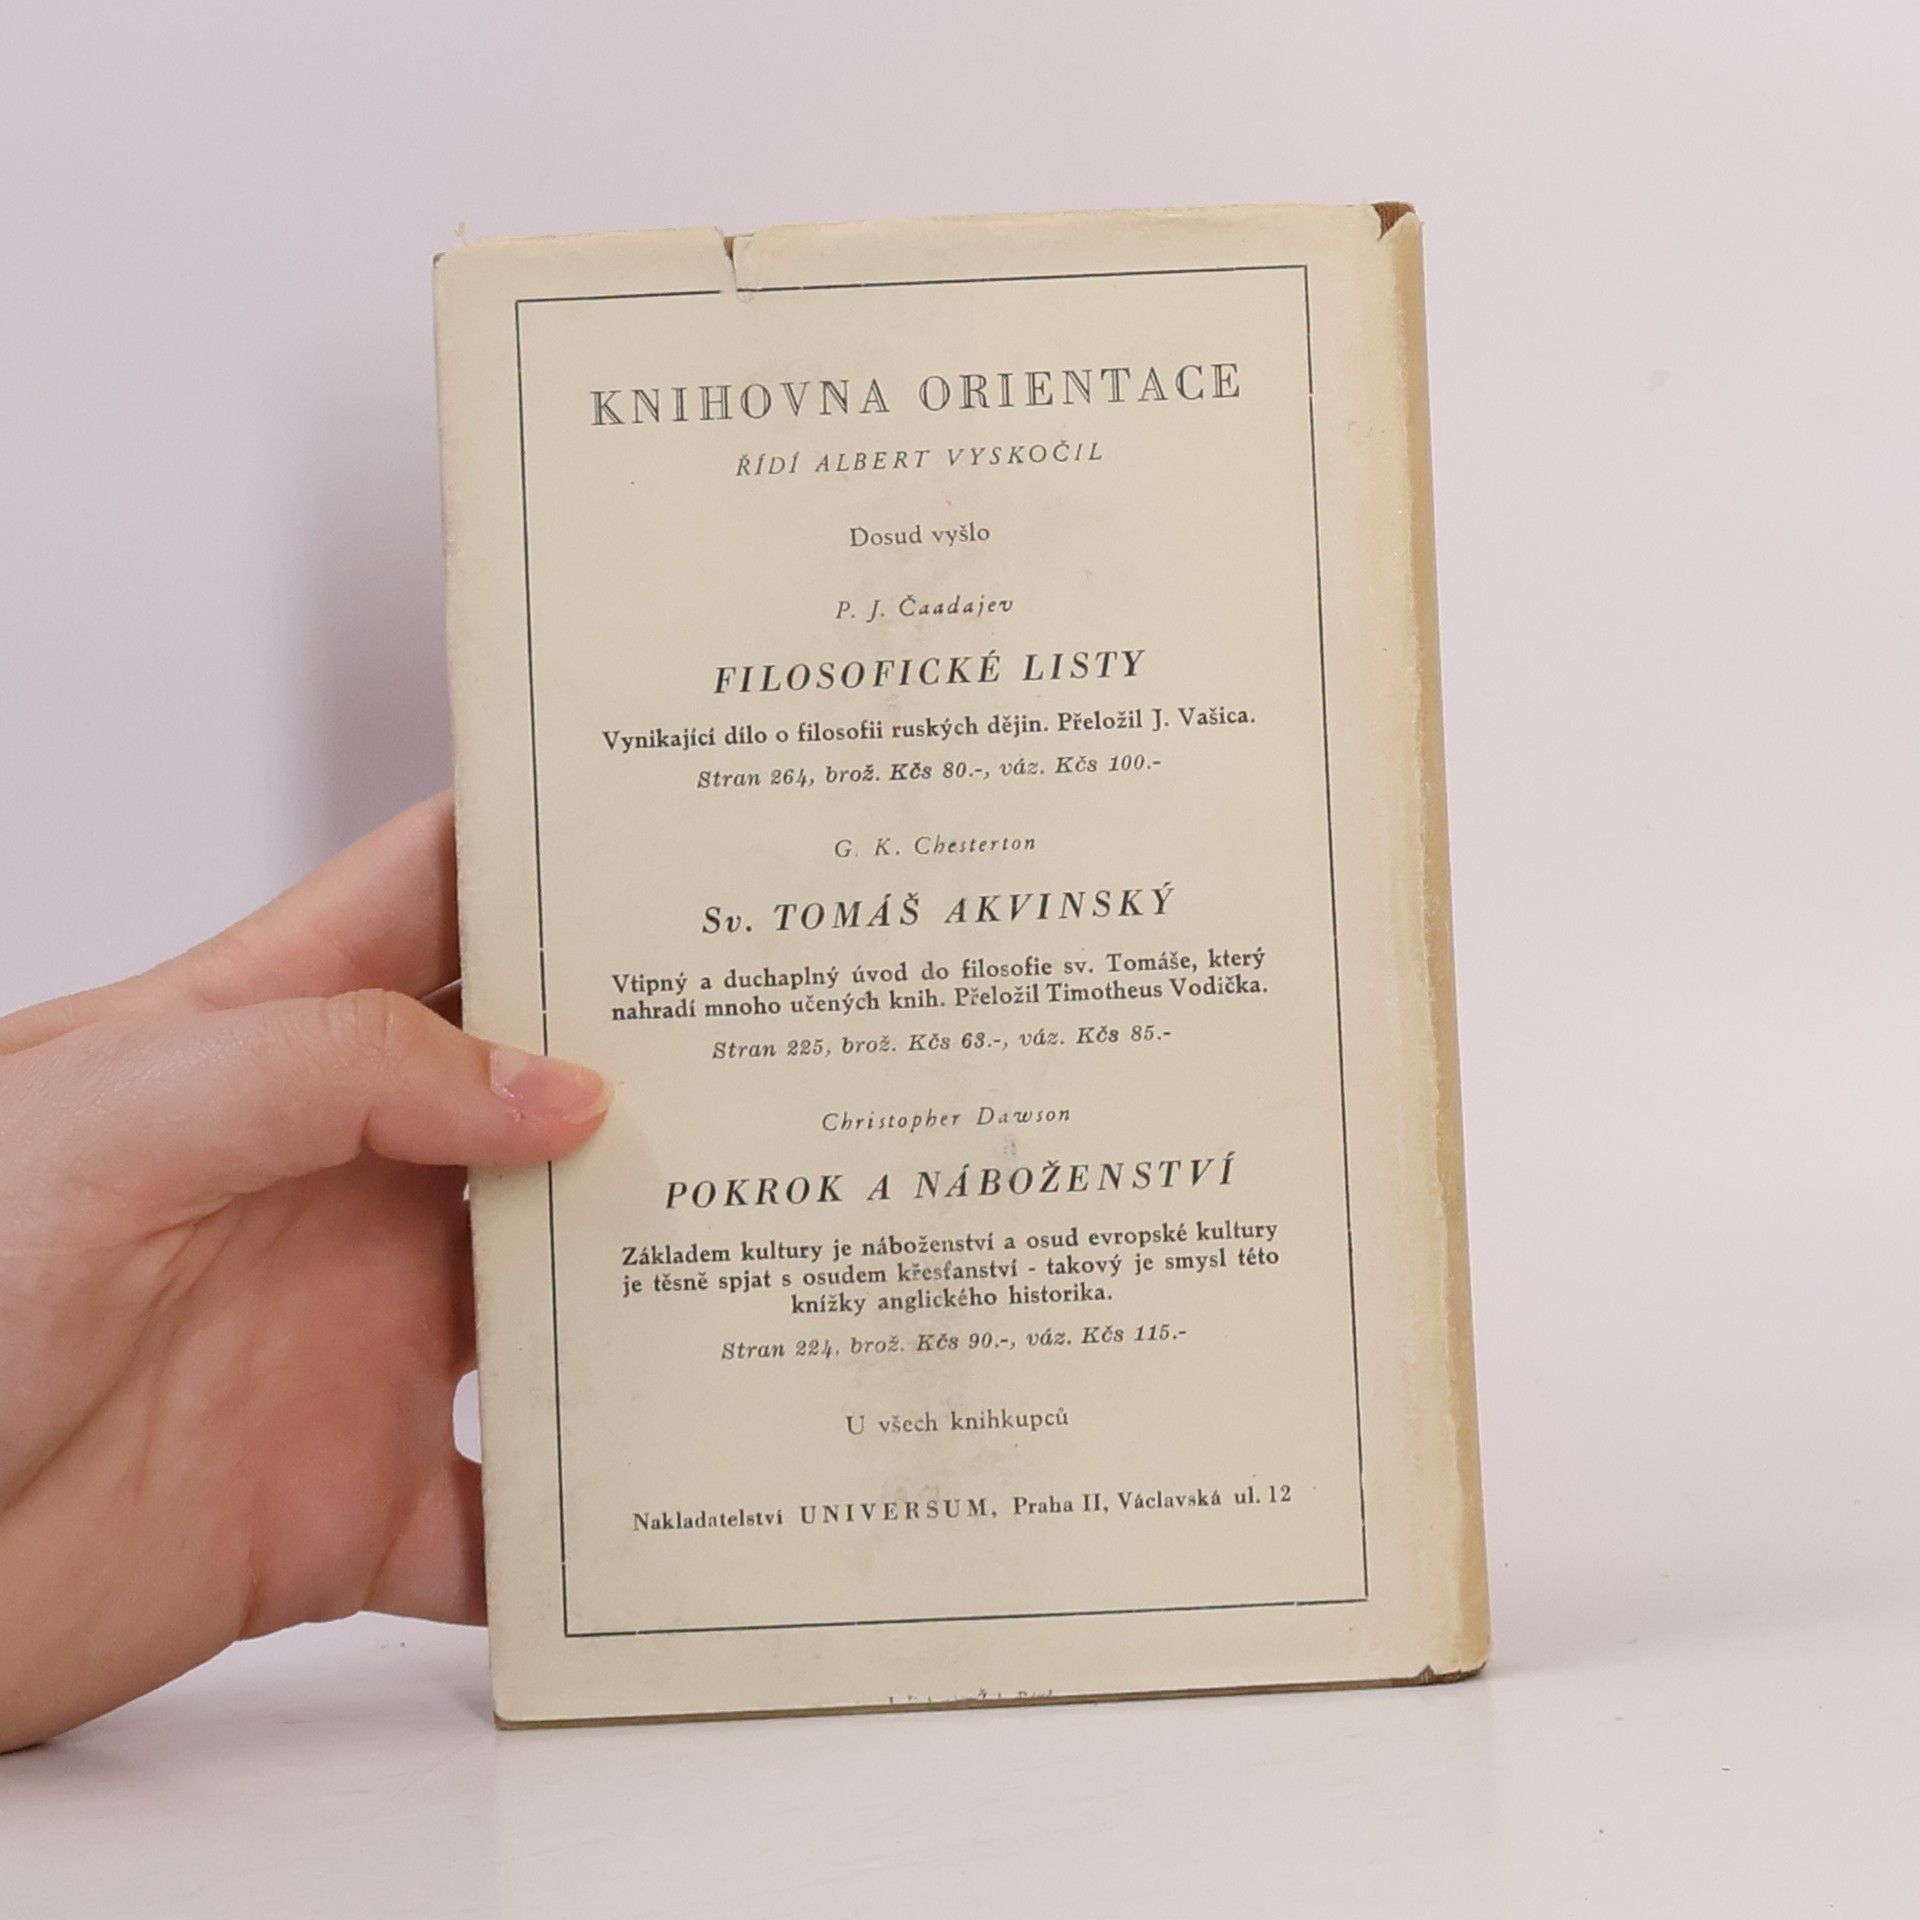 KNIHOVNA ORIENTACE
ŘÍDÍ ALBERT VYSKOČIL
Dosud vyšlo
P. J. Čaadajev
FILOSOFICKÉ LISTY
Vynikající dílo o filosofii ruských dějin. Přeložil J. Vašica.
Stran 264, brož. Kčs 80.-, váz. Kčs 100.-
G. K. Chesterton
Sv. TOMÁŠ AKVINSKÝ
Vtipný a duchaplný úvod do filosofie sv. Tomáše, který
nahradí mnoho učených knih. Přeložil Timotheus Vodička.
Stran 225, brož. Kčs 63.-, váz. Kčs 85.-
Christopher Dawson
POKROK A NÁBOŽENSTVÍ
Základem kultury je náboženství a osud evropské kultury
je těsně spjat s osudem křesťanství - takový je smysl této
knížky anglického historika.
Stran 224, brož. Kčs 90.-, váz. Kčs 115.-
U všech knihkupců
Nakladatelství UNIVERSUM, Praha II, Václavská ul. 12